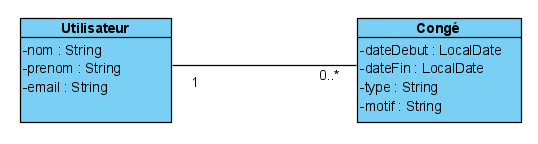 Utilisateur
-nom : String
-prenom : String
-email : String
1
0..*
Congé
-dateDebut : LocalDate
-dateFin : LocalDate
-type : String
-motif : String